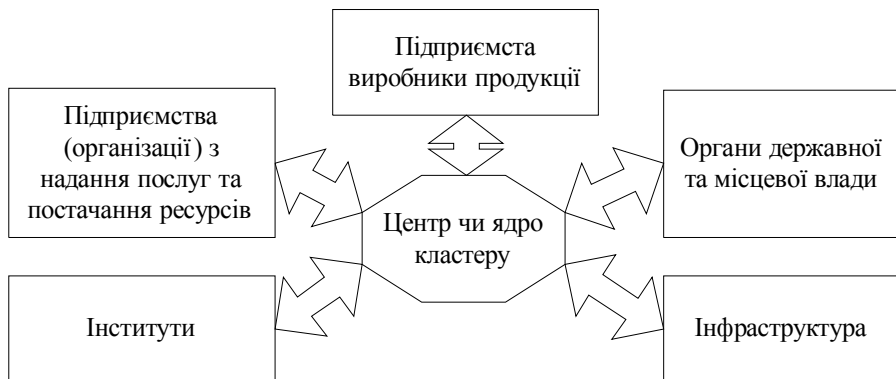 Підприємста
виробники продукції
Підприємства
(організації) з
надання послуг та
постачання ресурсів
Органи державної
та місцевої влади
Центр чи ядро
кластеру
Інститути
Інфраструктура